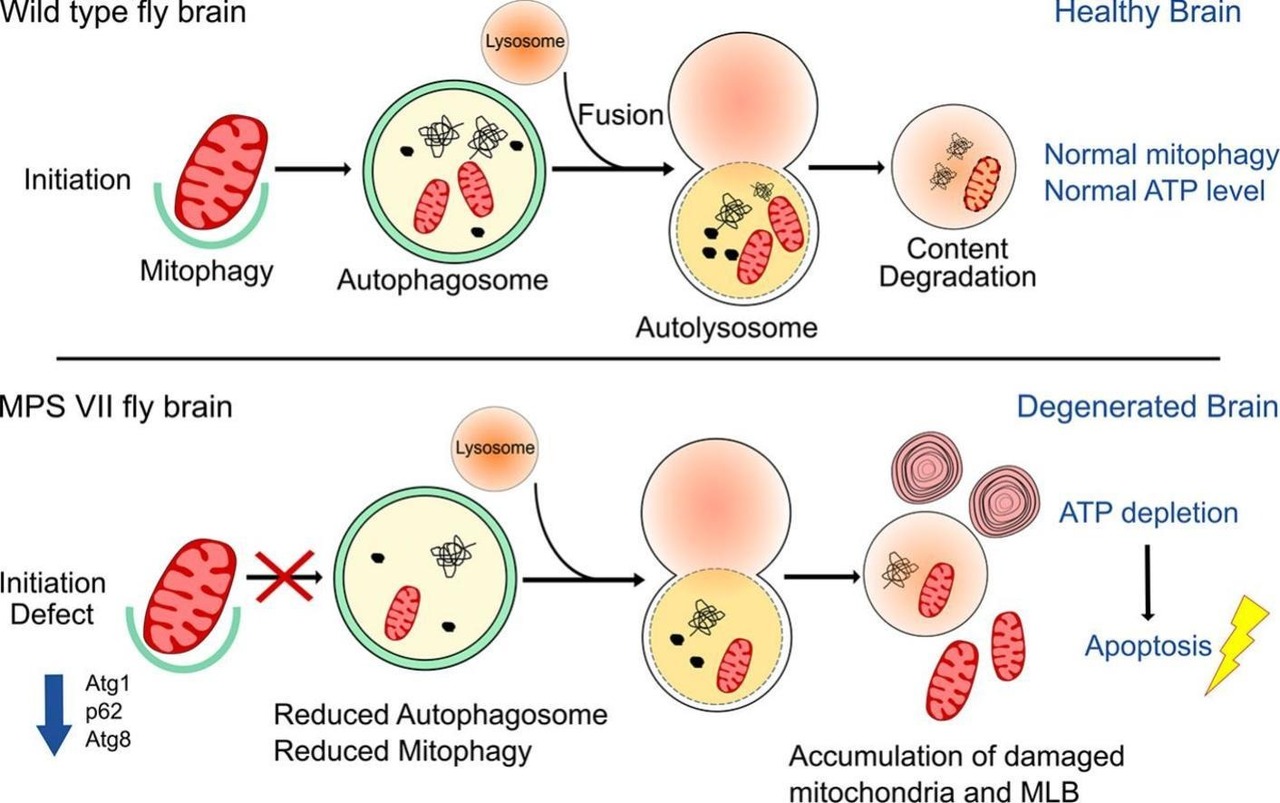 Wild type fly brain
Healthy Brain
Lysosome
Fusion
Initiation
Normal mitophagy
Normal ATP level
Mitophagy
Autophagosome
Content
Degradation
Autolysosome
MPS VII fly brain
Degenerated Brain
Lysosome
ATP depletion
Initiation
Defect
Apoptosis
Atg1
p62
Atg8
Reduced Autophagosome
Reduced Mitophagy
Accumulation of damaged
mitochondria and MLB